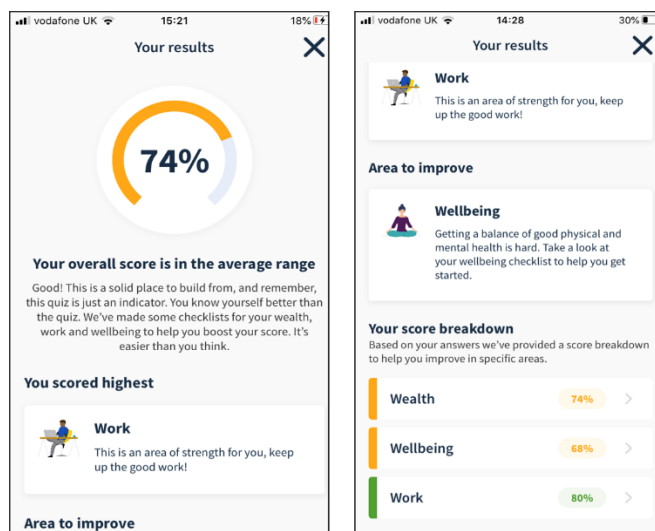 vodafone UK 15:21 18%
Your results
74%
Your overall score is in the average range
Good! This is a solid place to build from, and remember,
this quiz is just an indicator. You know yourself better than
the quiz. We've made some checklists for your wealth,
work and wellbeing to help you boost your score. It's
easier than you think.
You scored highest
Work
This is an area of strength for you, keep
up the good work!
Area to improve
vodafone UK 14:28 30%
Your results
Work
This is an area of strength for you, keep
up the good work!
Area to improve
Wellbeing
Getting a balance of good physical and
mental health is hard. Take a look at
your wellbeing checklist to help you get
started.
Your score breakdown
Based on your answers we've provided a score breakdown
to help you improve in specific areas.
Wealth 74%
Wellbeing 68%
Work 80%